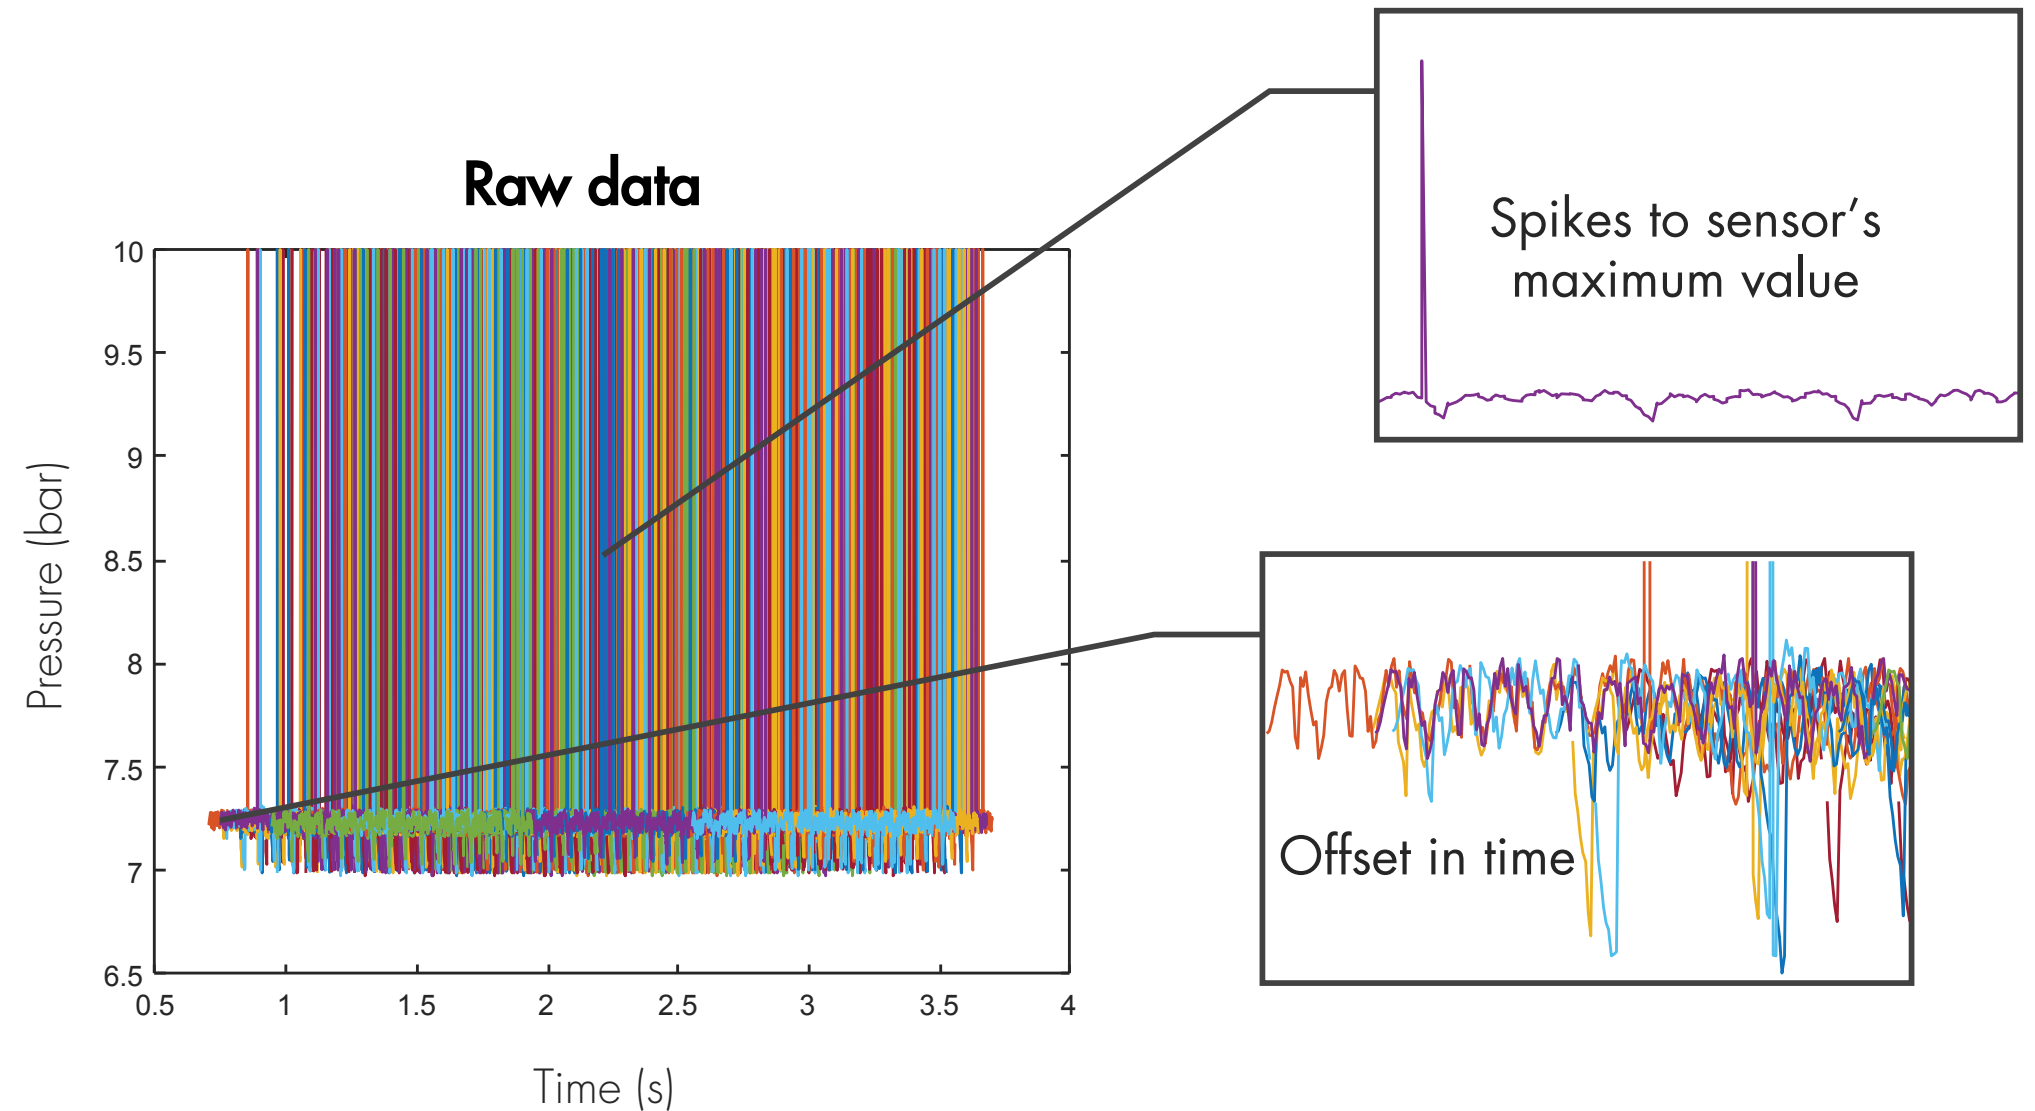 Raw data
Spikes to sensor's
maximum value
10
9.5
9
8.5
8
7.5
7
6.5
Pressure (bar)
0.5 1 1.5 2 2.5 3 3.5 4
Time (s)
Offset in time